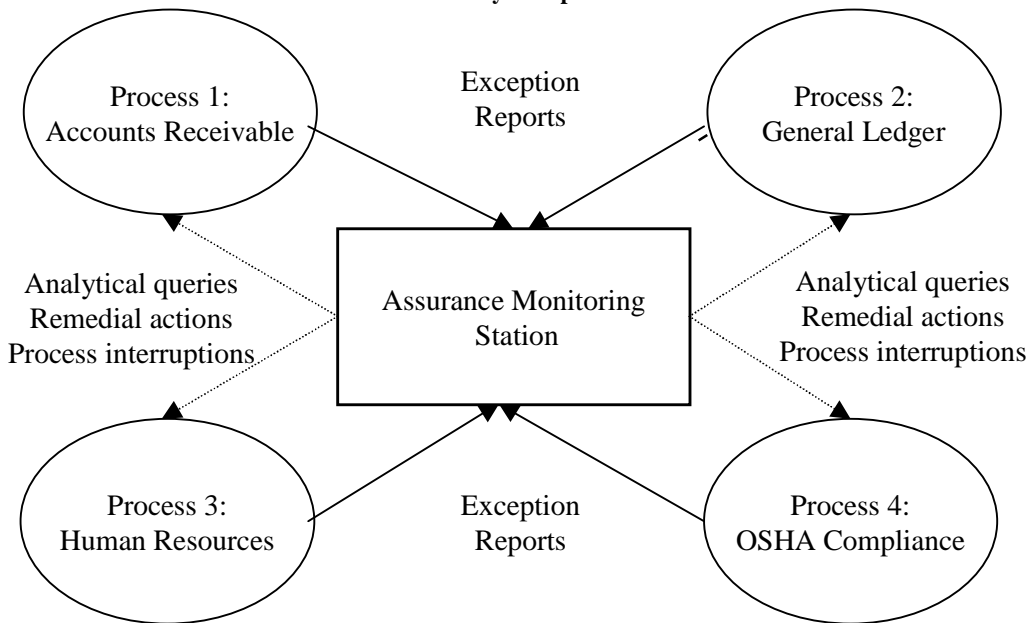 Process 1:
Accounts Receivable
Exception
Reports
Process 2:
General Ledger
Analytical queries
Remedial actions
Process interruptions
Assurance Monitoring
Station
Analytical queries
Remedial actions
Process interruptions
Process 3:
Human Resources
Exception
Reports
Process 4:
OSHA Compliance